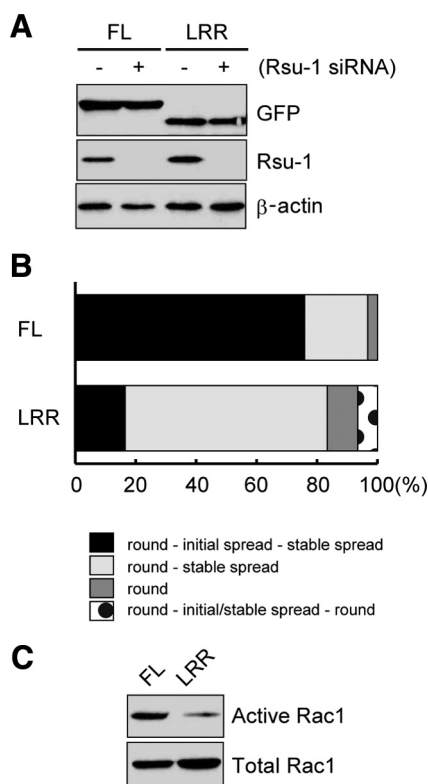 A
FL LRR
- + - + (Rsu-1 siRNA)
GFP
Rsu-1
β-actin
B
FL
LRR
0 20 40 60 80 100(%)
round - initial spread - stable spread
round - stable spread
round
round - initial/stable spread - round
C
FL LRR
Active Rac1
Total Rac1